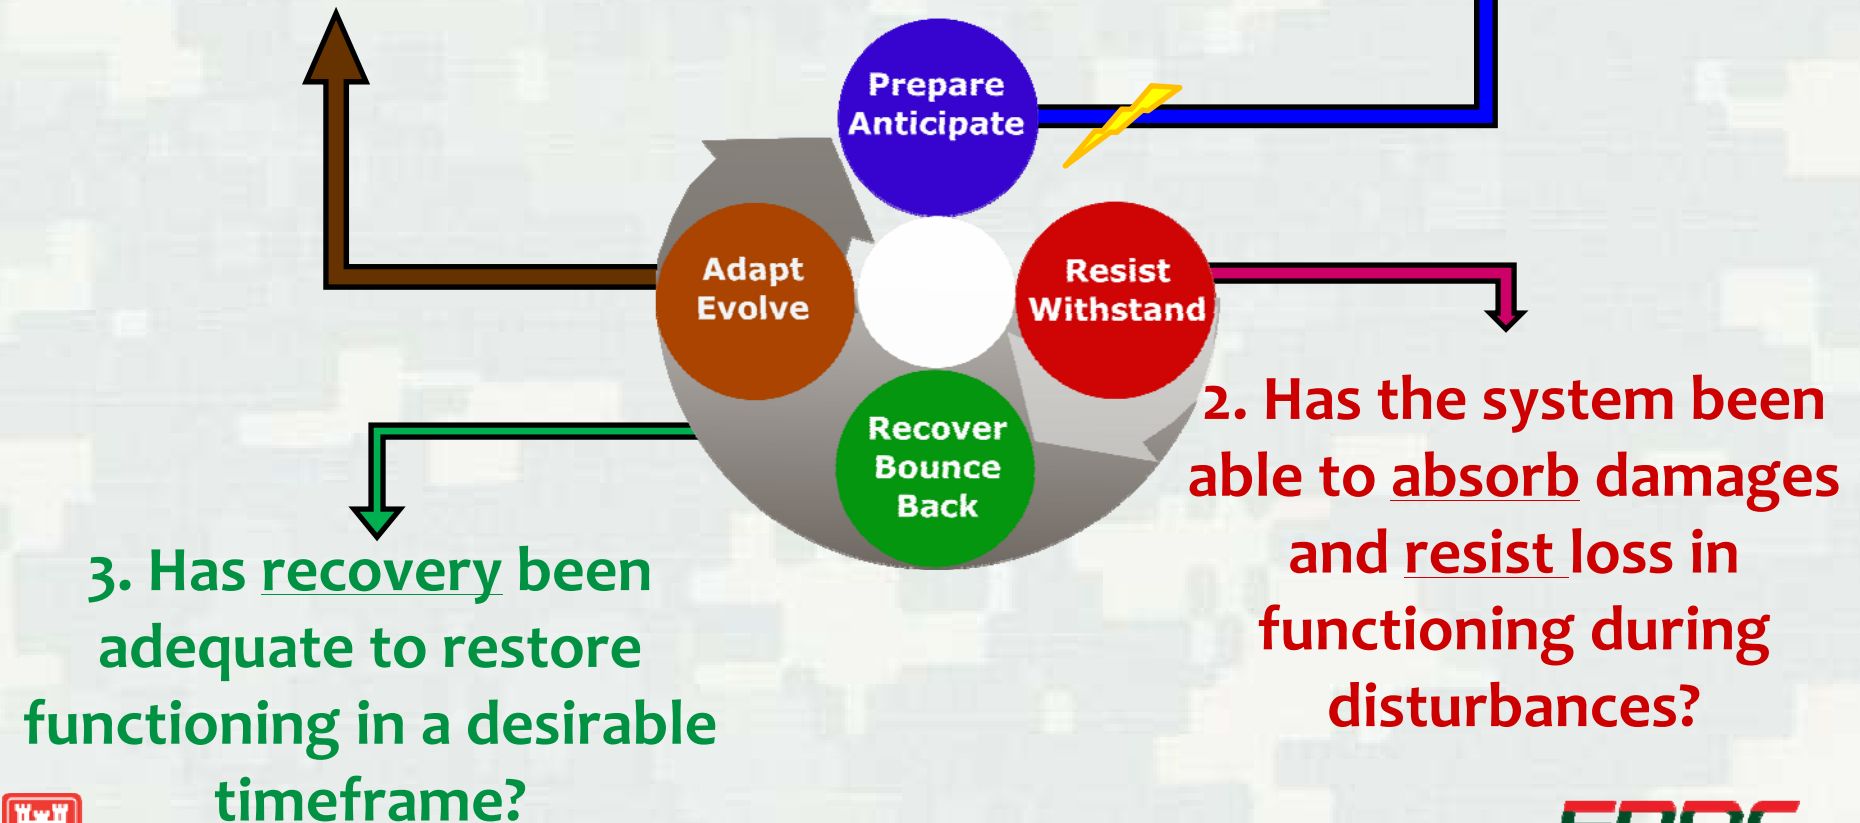 Prepare
Anticipate
Adapt
Evolve
Resist
Withstand
Recover
Bounce
Back
2. Has the system been
able to absorb damages
and resist loss in
functioning during
disturbances?
3. Has recovery been
adequate to restore
functioning in a desirable
timeframe?